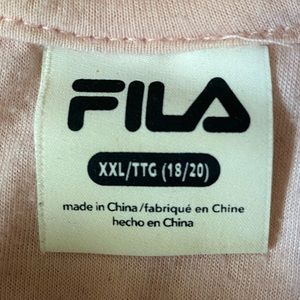 FILA
XXL/TTG (18/20)
made in China/fabriqué en Chine
hecho en China